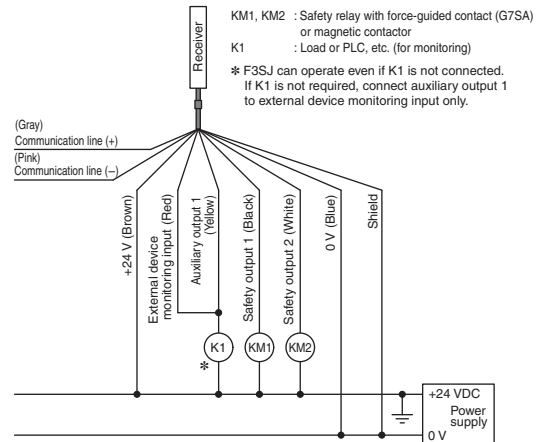 KM1, KM2 : Safety relay with force-guided contact (G7SA)
or magnetic contactor
K1 : Load or PLC, etc. (for monitoring)
* F3SJ can operate even if K1 is not connected.
If K1 is not required, connect auxiliary output 1
to external device monitoring input only.
Receiver
(Gray)
Communication line (+)
(Pink)
Communication line (−)
+24 V (Brown)
External device
monitoring input (Red)
Auxiliary output 1
(Yellow)
Safety output 1 (Black)
Safety output 2 (White)
0 V (Blue)
Shield
K1
KM1
KM2
*
+24 VDC
Power
supply
0 V